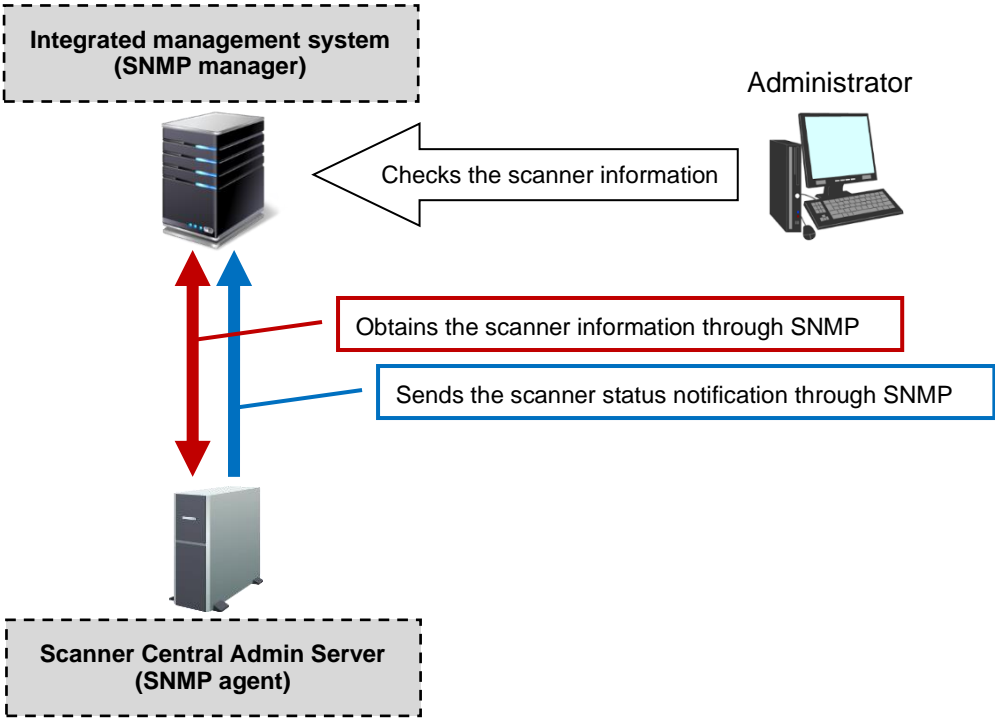 Integrated management system
(SNMP manager)
Administrator
Checks the scanner information
Obtains the scanner information through SNMP
Sends the scanner status notification through SNMP
Scanner Central Admin Server
(SNMP agent)